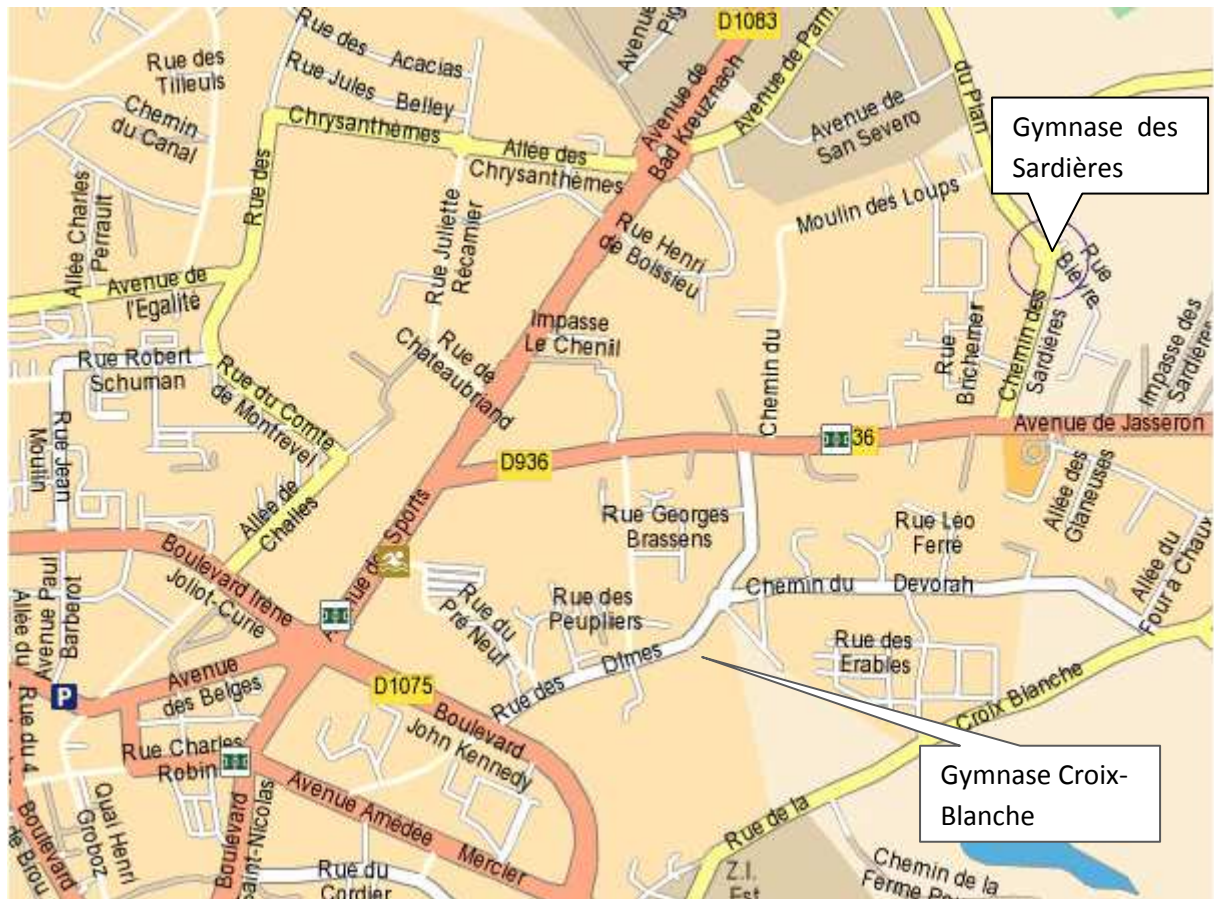 D1083
Rue des Acacias
Rue des
Tilleuls
Rue Jules Belley
Chemin
du Canal
Chrysanthèmes
Rue des
Allée des
Chrysanthèmes
Avenue de
Bad Kreuznach
Avenue de
Avenue de
San Severo
du Plan
Gymnase des
Sardières
Allée Charles
Perrault
Rue Juliette
Récamier
Rue Henri
de Boissieu
Moulin des Loups
Chemin du
Rue
Bièvre
Avenue de
l'Egalité
Impasse
Le Chenil
Rue
Brichemer
Chemin des
Sardières
Impasse des
Sardières
Rue Robert
Schuman
Rue de
Chateaubriand
Rue du Comte
de Montrevel
Avenue de Jasseron
36
D936
Rue Jean
Moulin
Allée de
Challes
Sports
Rue Georges
Brassens
Rue Léo
Ferré
Allée des
Glaneuses
Allée du
Four à Chaux
Boulevard Irène
Joliot-Curie
Chemin du Devorah
Avenue Plain
Barberot
Allée du
Rue du
Pré Neuf
Rue des
Peupliers
Rue des
Erables
Rue des Dîmes
Avenue
des Belges
P
D1075
Boulevard
John Kennedy
Croix Blanche
Rue de la
Rue du 4
Rue Charles
Robin
Gymnase Croix-
Blanche
Avenue Amédée
Mercier
Quai Henri
Groboz
Boulevard
de Brou
Boulevard
Saint-Nicolas
Rue du
Cordier
Z.I.
Est
Chemin de la
Ferme